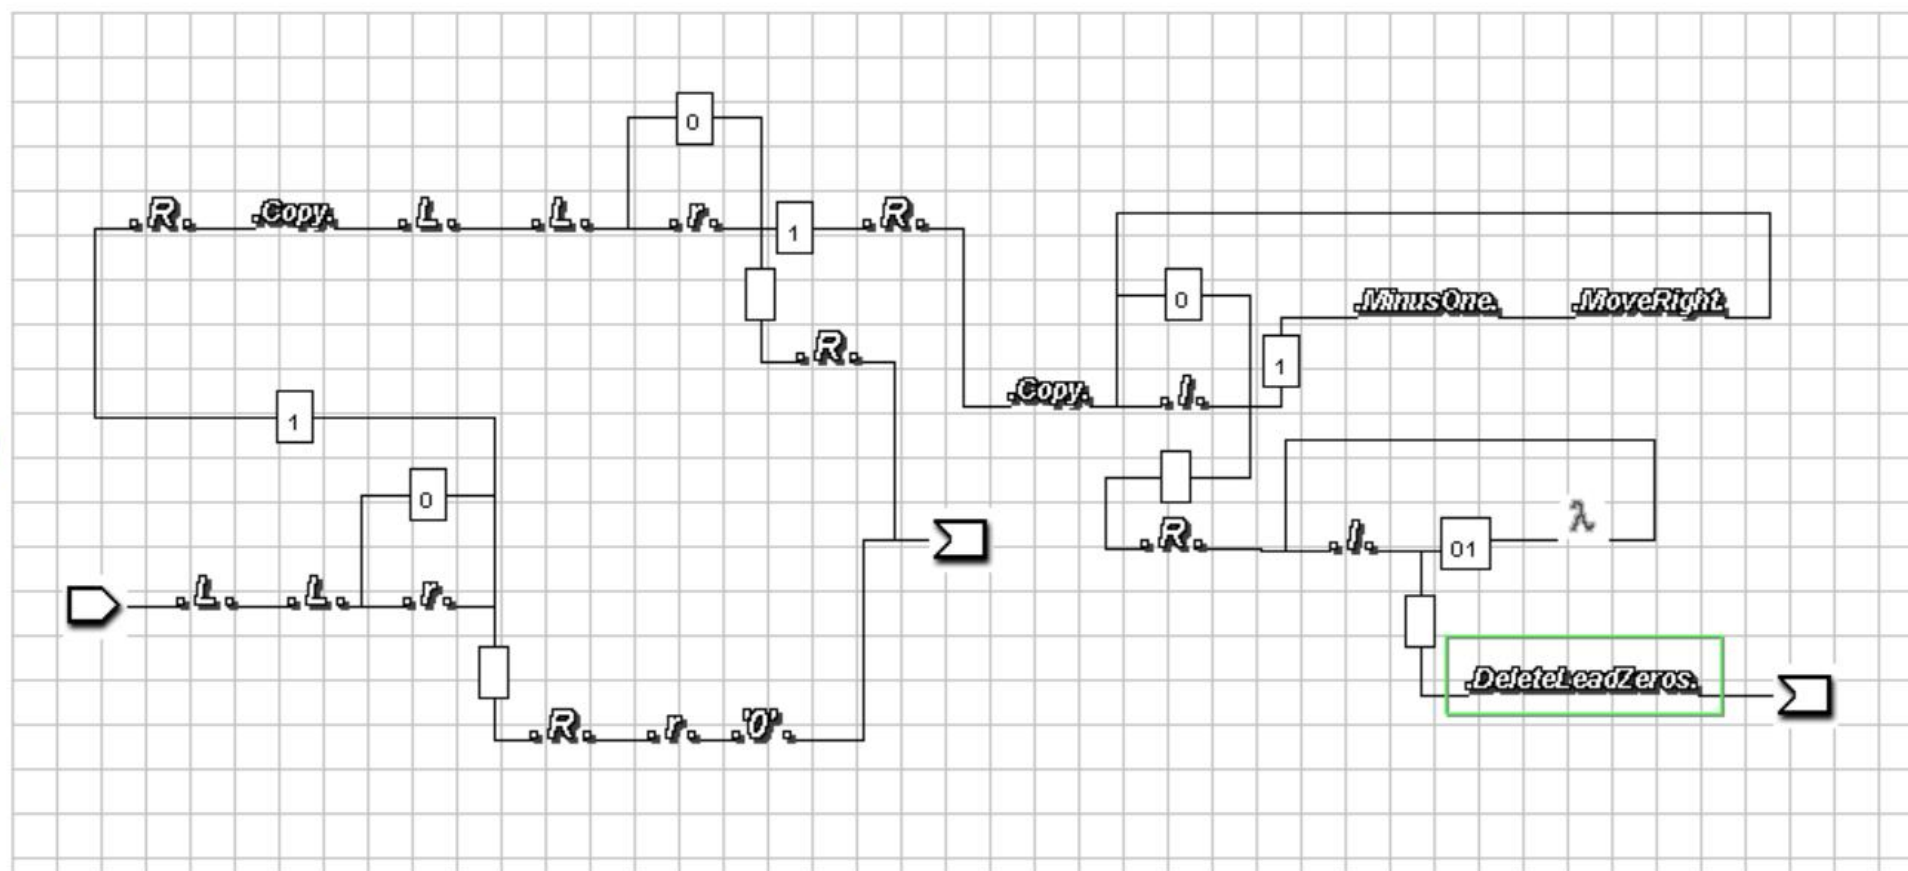 0
.R. .Copy. .L. .L. .r. 1 .R.
0 .MinusOne. .MoveRight.
.R.
1
.Copy. .l.
1
0
.R. .l. 01 λ
.L. .L. .r.
.DeleteLeadZeros.
.R. .r. .'0'.